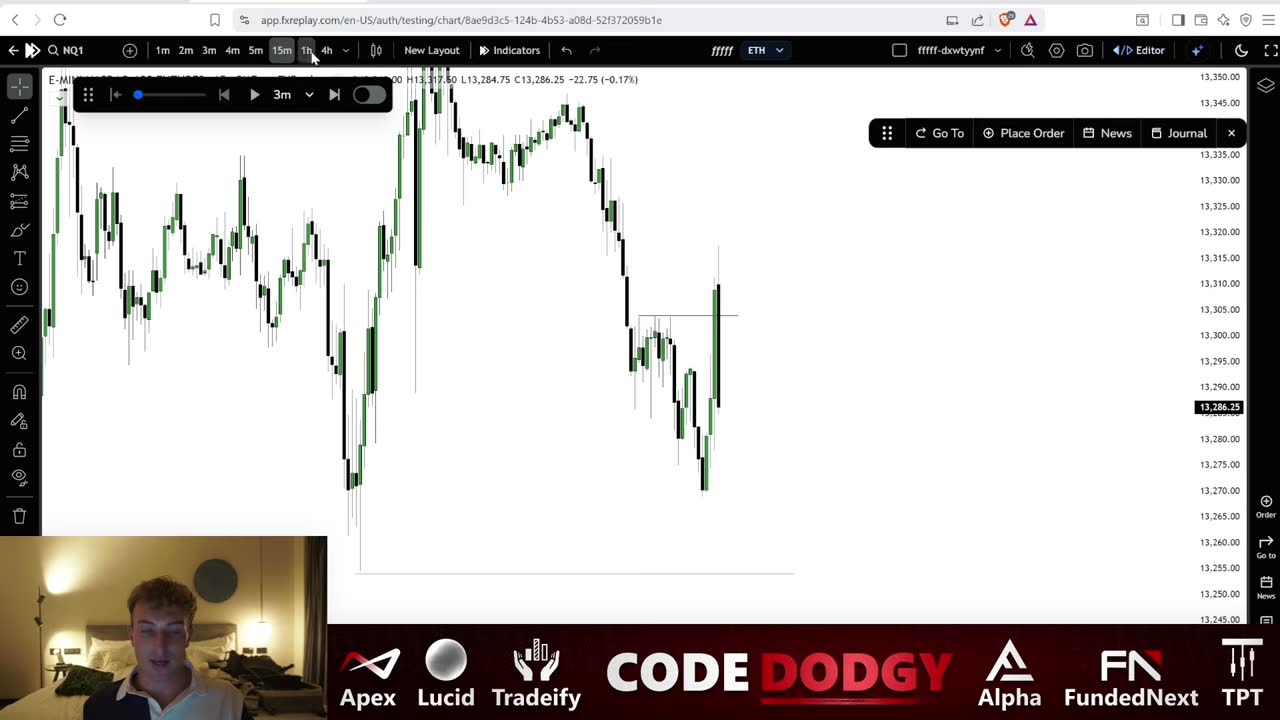 app.fxreplay.com/en-US/auth/testing/chart/8ae9d3c5-124b-4b53-a08d-52f372059b1e
NQ1
1m 2m 3m 4m 5m 15m 1h 4h
New Layout
Indicators
fffff
ETH
fffff-dxwtyynf
Editor
H13,317.50 L13,284.75 C13,286.25 −22.75 (−0.17%)
3m
Go To
Place Order
News
Journal
13,350.00
13,345.00
13,335.00
13,330.00
13,325.00
13,320.00
13,315.00
13,310.00
13,305.00
13,300.00
13,295.00
13,290.00
13,286.25
13,280.00
13,275.00
13,270.00
13,265.00
13,260.00
13,255.00
13,250.00
13,245.00
Order
Go to
News
Apex
Lucid
Tradeify
CODE DODGY
Alpha
FN
FundedNext
TPT